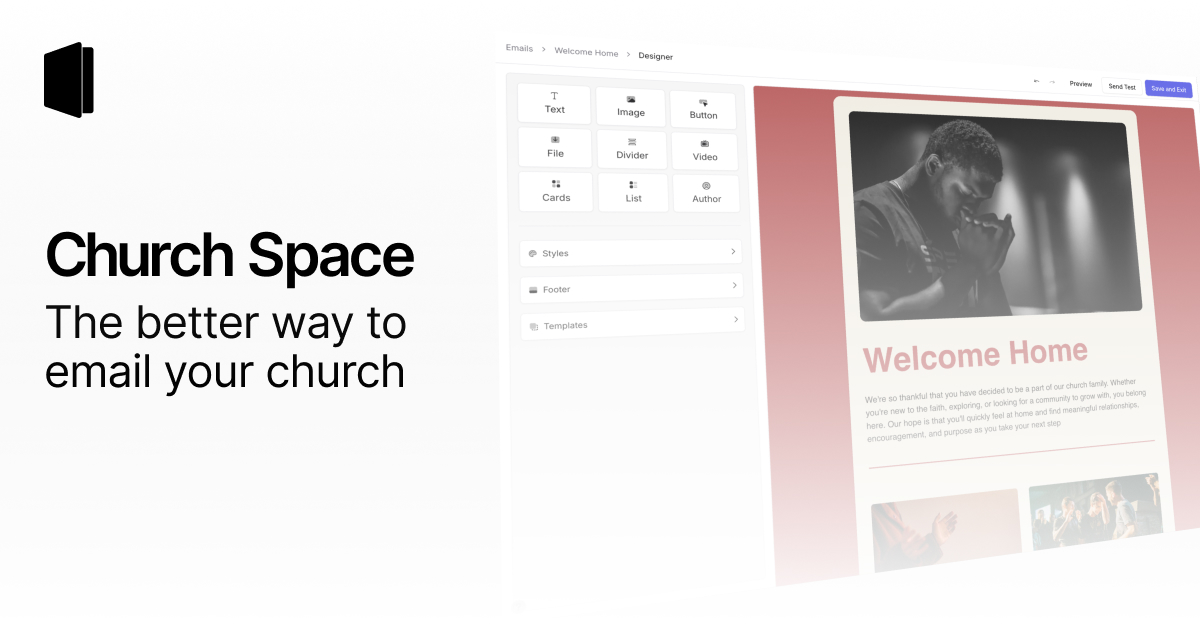 Church Space
The better way to
email your church
Emails > Welcome Home > Designer
Preview
Send Test
Save and Exit
Text
Image
Button
File
Divider
Video
Cards
List
Author
Styles
Footer
Templates
Welcome Home
We're so thankful that you have decided to be a part of our church family. Whether
you're new to the faith, exploring, or looking for a community to grow with, you belong
here. Our hope is that you'll quickly feel at home and find meaningful relationships,
encouragement, and purpose as you take your next step